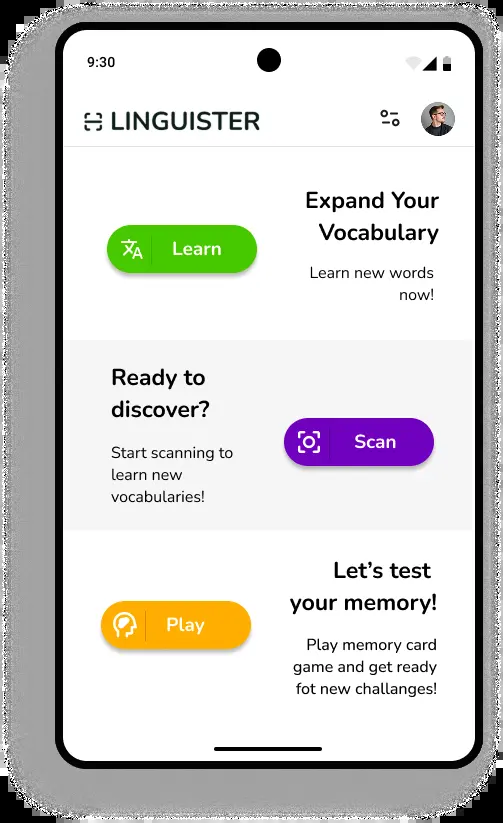 9:30
LINGUISTER
Expand Your
Vocabulary
Learn
Learn new words
now!
Ready to
discover?
Start scanning to
learn new
vocabularies!
Scan
Let’s test
your memory!
Play
Play memory card
game and get ready
fot new challanges!